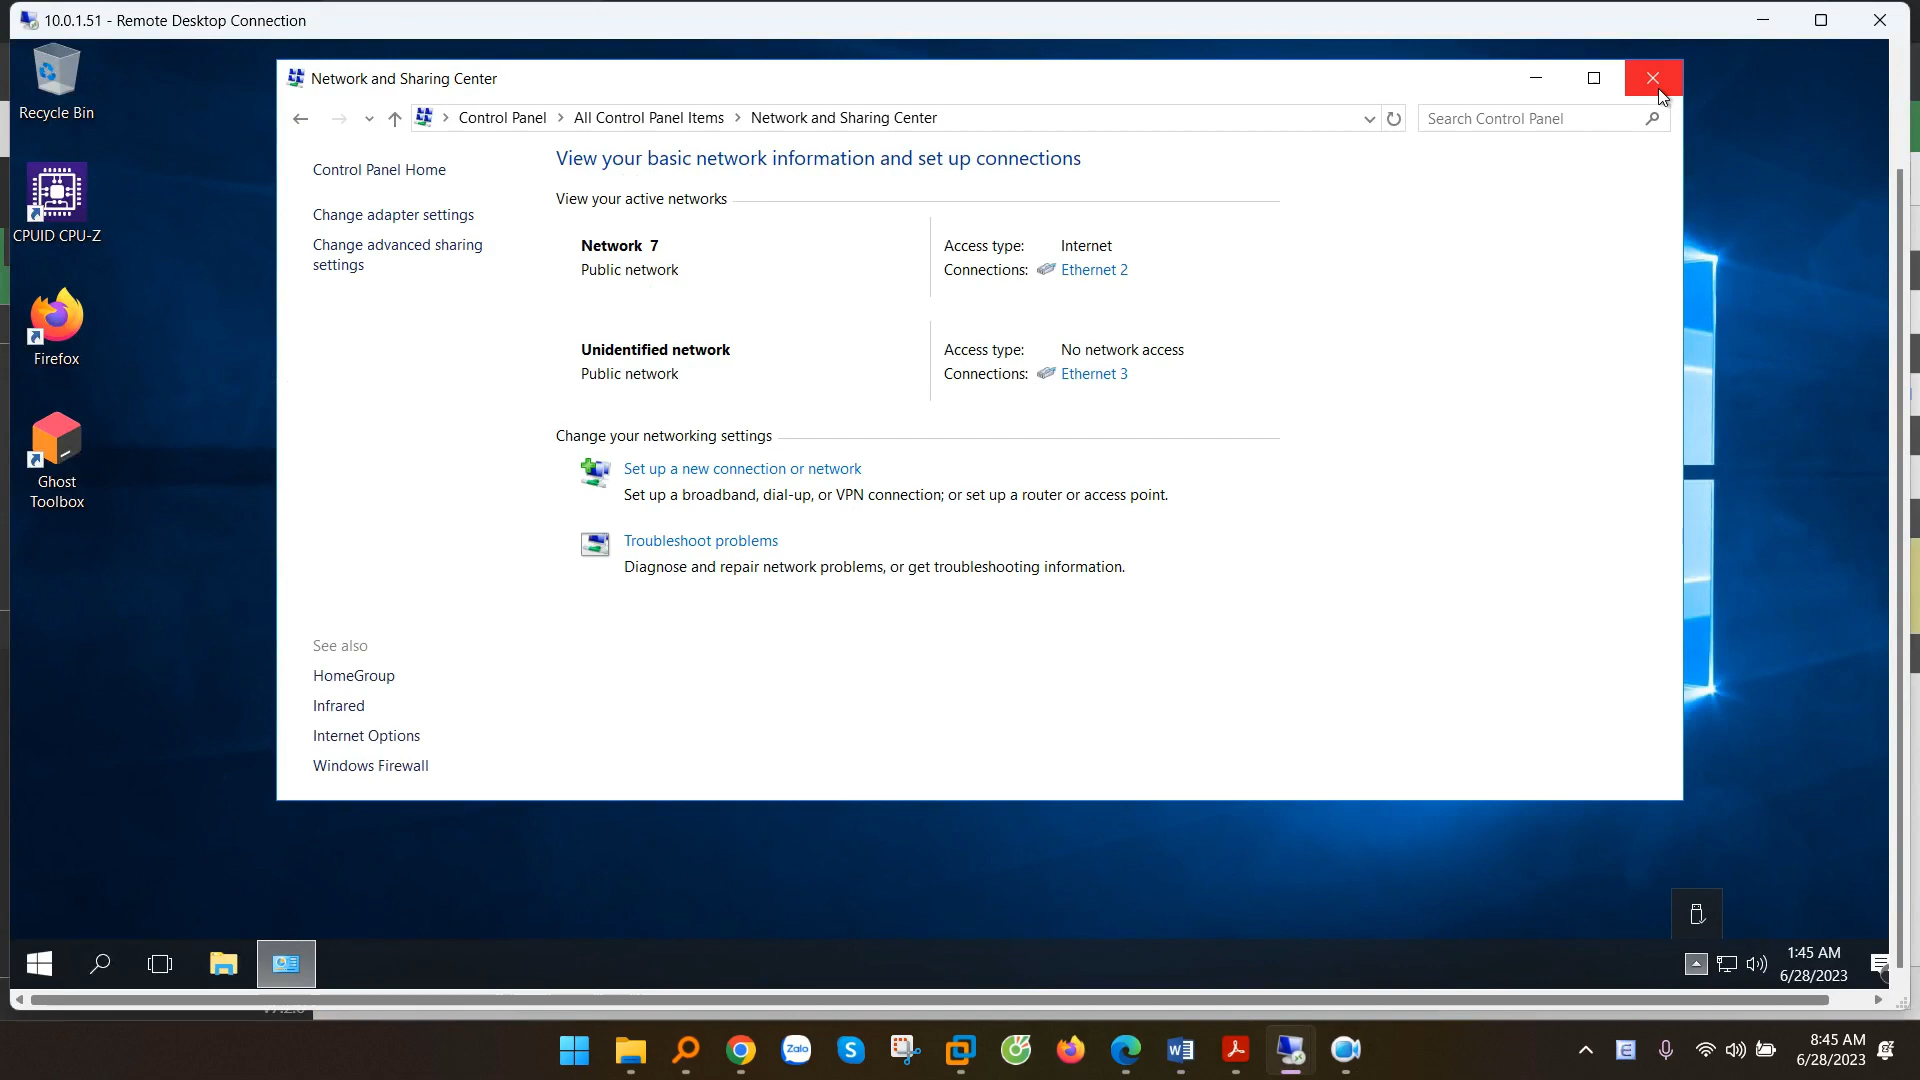 10.0.1.51 - Remote Desktop Connection
Recycle Bin
CPUID CPU-Z
Firefox
Ghost
Toolbox
Network and Sharing Center
Control Panel
All Control Panel Items
Network and Sharing Center
Search Control Panel
Control Panel Home
Change adapter settings
Change advanced sharing
settings
View your basic network information and set up connections
View your active networks
Network 7
Public network
Access type: Internet
Connections: Ethernet 2
Unidentified network
Public network
Access type: No network access
Connections: Ethernet 3
Change your networking settings
Set up a new connection or network
Set up a broadband, dial-up, or VPN connection; or set up a router or access point.
Troubleshoot problems
Diagnose and repair network problems, or get troubleshooting information.
See also
HomeGroup
Infrared
Internet Options
Windows Firewall
1:45 AM
6/28/2023
Zalo
8:45 AM
6/28/2023